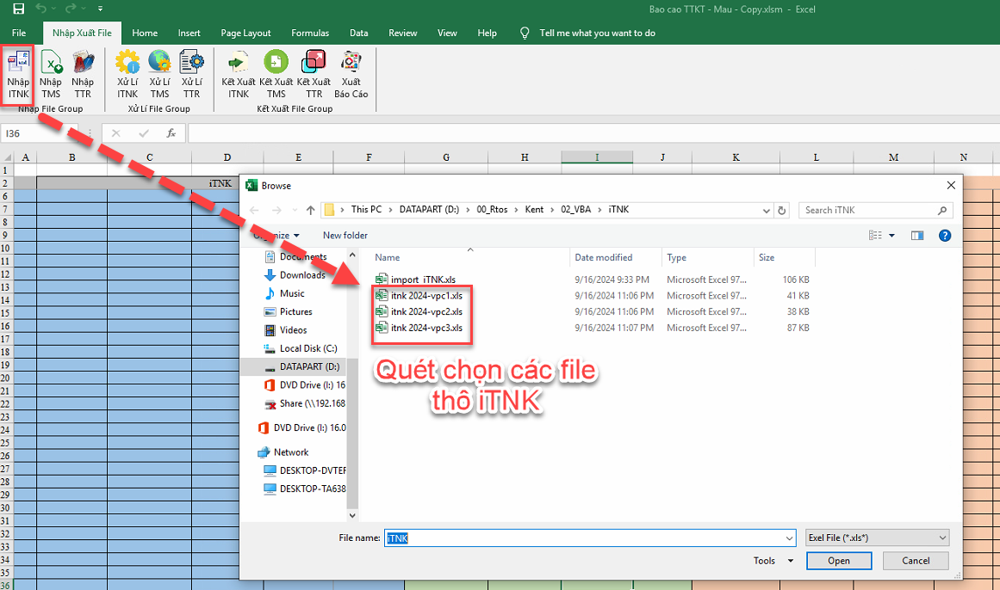 Bao cao TTKT - Mau - Copy.xlsm - Excel
File Nhập Xuất File Home Insert Page Layout Formulas Data Review View Help Tell me what you want to do
Nhập ITNK
Nhập TMS
Nhập TTR
Xử Lí ITNK
Xử Lí TMS
Xử Lí TTR
Kết Xuất ITNK
Kết Xuất TMS
Kết Xuất TTR
Xuất Báo Cáo
Nhập File Group
Xử Lí File Group
Kết Xuất File Group
I36
fx
A B C D E F G H I J K L M N
1
2 iTNK
6
7
8
9
10
11
12
13
14
15
16
17
18
19
20
21
22
23
24
25
26
27
28
29
30
31
32
33
34
35
36
Browse
This PC > DATAPART (D:) > 00_Rtos > Kent > 02_VBA > iTNK
Search iTNK
Organize New folder
Name Date modified Type Size
import_iTNK.xls 9/16/2024 9:33 PM Microsoft Excel 97... 106 KB
itnk 2024-vpc1.xls 9/16/2024 11:06 PM Microsoft Excel 97... 41 KB
itnk 2024-vpc2.xls 9/16/2024 11:06 PM Microsoft Excel 97... 38 KB
itnk 2024-vpc3.xls 9/16/2024 11:07 PM Microsoft Excel 97... 87 KB
Documents
Downloads
Music
Pictures
Videos
Local Disk (C:)
DATAPART (D:)
DVD Drive (I:) 16
Share (\\192.168
DVD Drive (I:) 16.0
Network
DESKTOP-DVTEF
DESKTOP-TA638
Quét chọn các file
thô iTNK
File name: iTNK
Exel File (*.xls*)
Tools Open Cancel